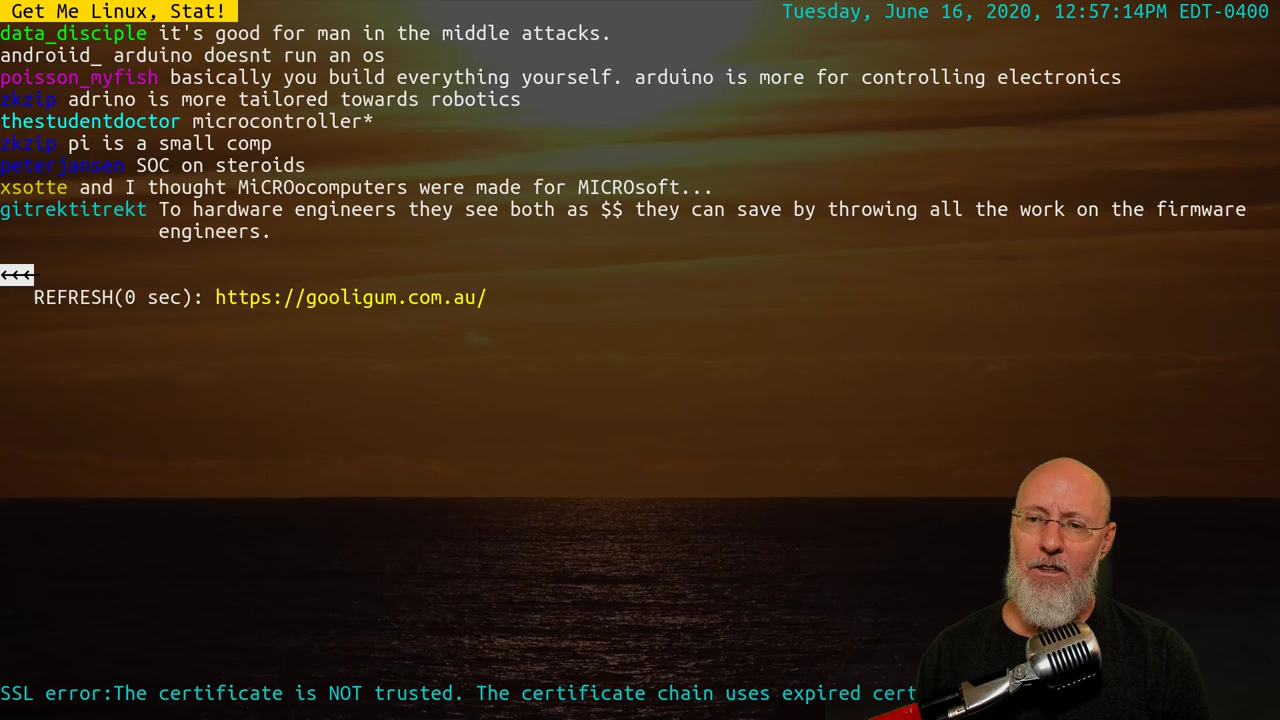 Get Me Linux, Stat!
Tuesday, June 16, 2020, 12:57:14PM EDT-0400
data_disciple it's good for man in the middle attacks.
androiid_ arduino doesnt run an os
poisson_myfish basically you build everything yourself. arduino is more for controlling electronics
zkzip adrino is more tailored towards robotics
thestudentdoctor microcontroller*
zkzip pi is a small comp
peterjansen SOC on steroids
xsotte and I thought MiCROocomputers were made for MICROsoft...
gitrektitrekt To hardware engineers they see both as $$ they can save by throwing all the work on the firmware
engineers.
←←←
REFRESH(0 sec): https://gooligum.com.au/
SSL error:The certificate is NOT trusted. The certificate chain uses expired cert